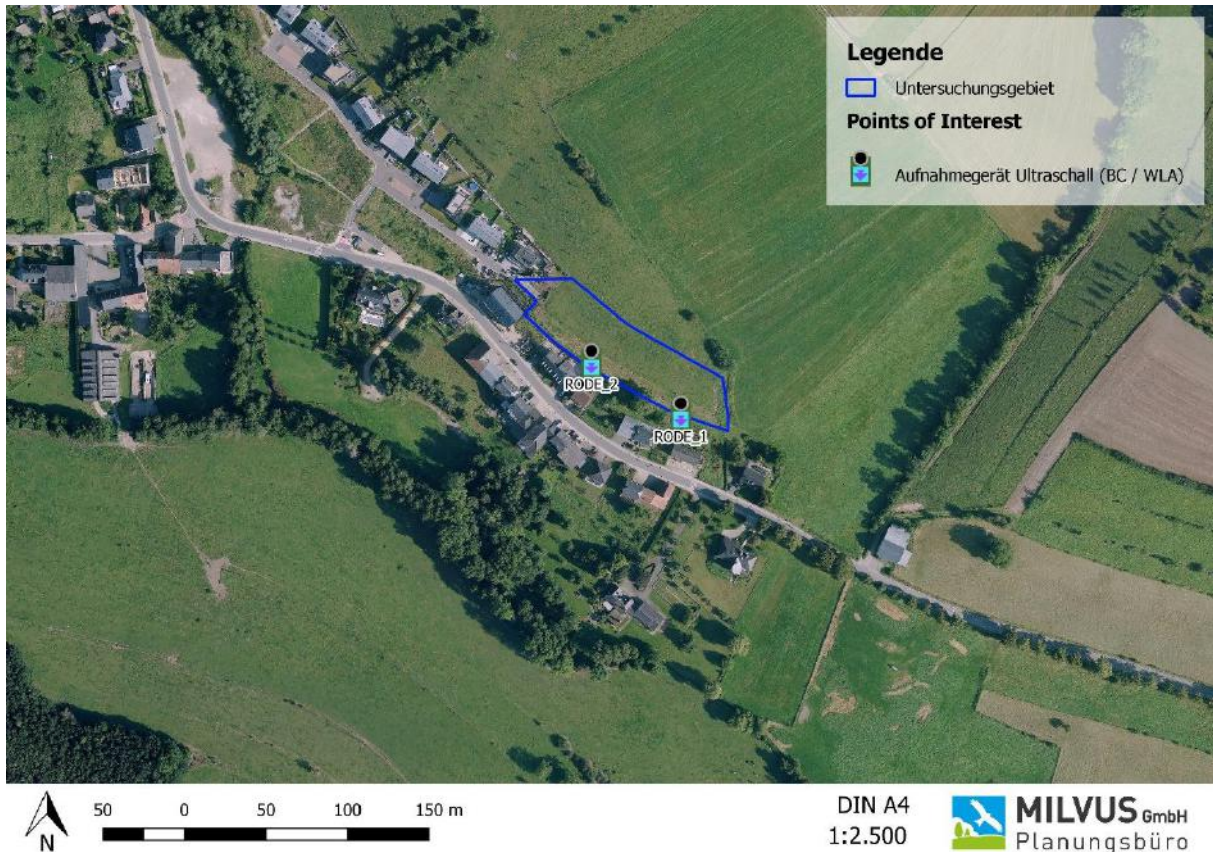 Legende
Untersuchungsgebiet
Points of Interest
Aufnahmegerät Ultraschall (BC / WLA)
RODE_2
RODE_1
N
50 0 50 100 150 m
DIN A4
1:2.500
MILVUS GmbH
Planungsbüro